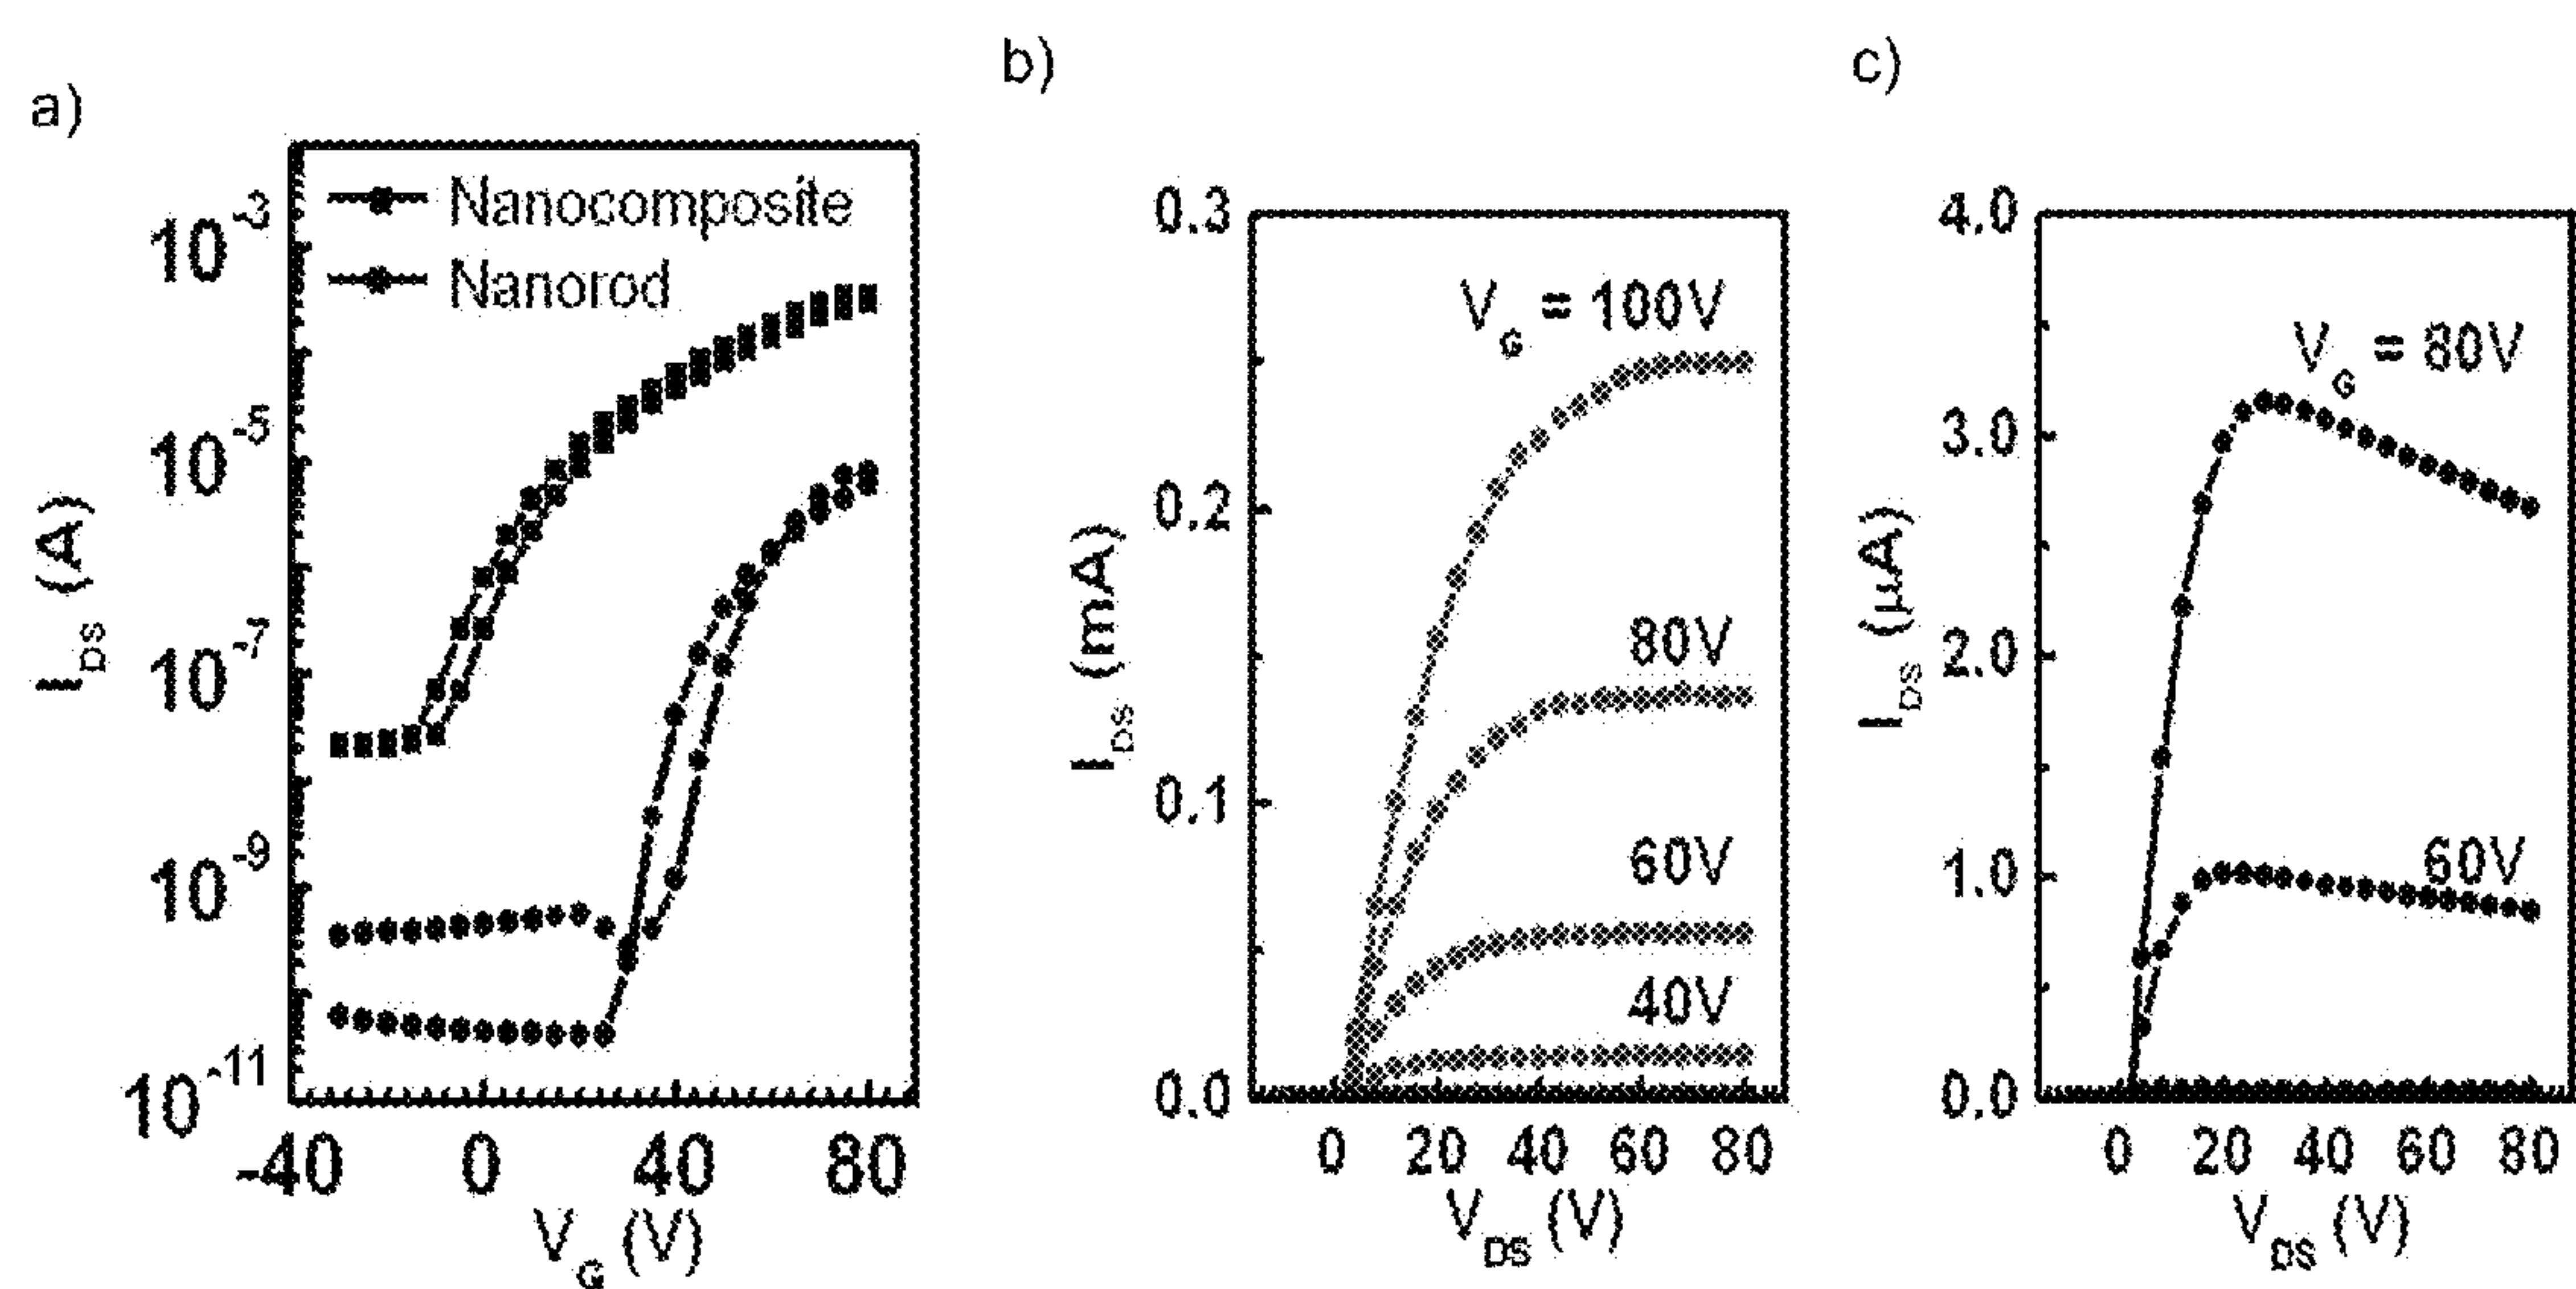 a)
I_DS (A)
10^-3
10^-5
10^-7
10^-9
10^-11
Nanocomposite
Nanorod
-40 0 40 80
V_G (V)
b)
I_DS (mA)
0.3
0.2
0.1
0.0
V_G = 100V
80V
60V
40V
0 20 40 60 80
V_DS (V)
c)
I_DS (μA)
4.0
3.0
2.0
1.0
0.0
V_G = 80V
60V
0 20 40 60 80
V_DS (V)